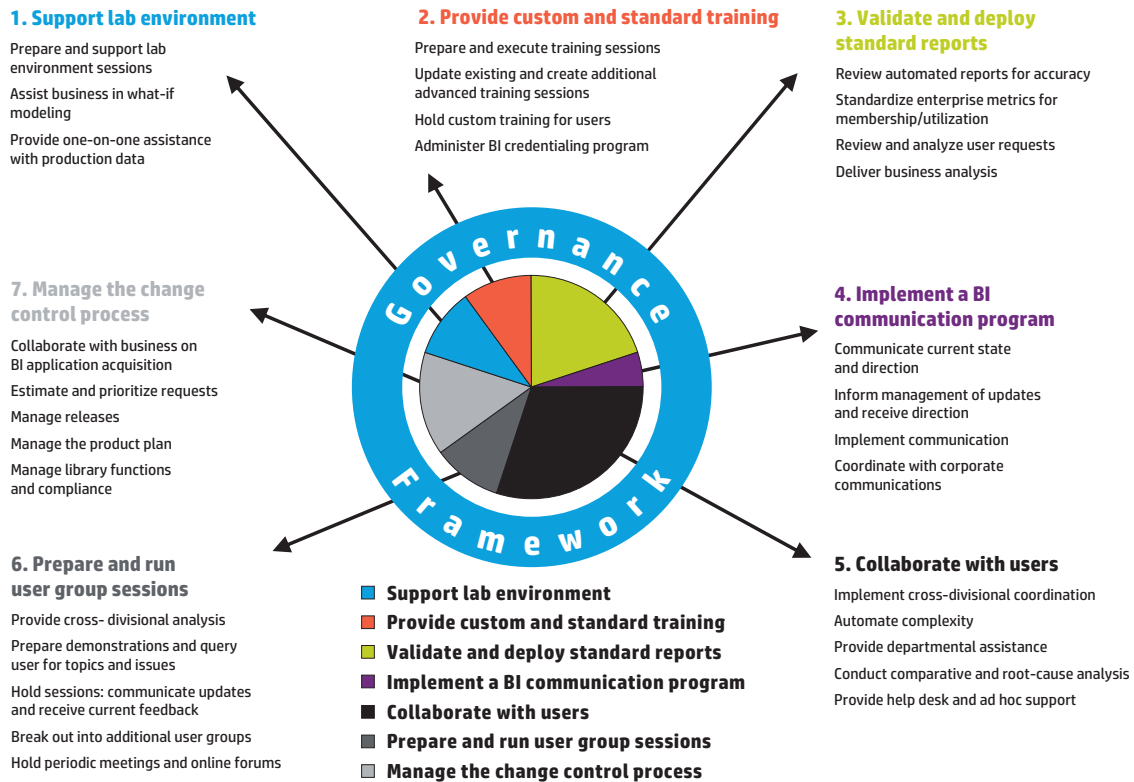 1. Support lab environment
Prepare and support lab
environment sessions
Assist business in what-if
modeling
Provide one-on-one assistance
with production data
2. Provide custom and standard training
Prepare and execute training sessions
Update existing and create additional
advanced training sessions
Hold custom training for users
Administer BI credentialing program
3. Validate and deploy
standard reports
Review automated reports for accuracy
Standardize enterprise metrics for
membership/utilization
Review and analyze user requests
Deliver business analysis
Governance
Framework
7. Manage the change
control process
Collaborate with business on
BI application acquisition
Estimate and prioritize requests
Manage releases
Manage the product plan
Manage library functions
and compliance
4. Implement a BI
communication program
Communicate current state
and direction
Inform management of updates
and receive direction
Implement communication
Coordinate with corporate
communications
6. Prepare and run
user group sessions
Provide cross- divisional analysis
Prepare demonstrations and query
user for topics and issues
Hold sessions: communicate updates
and receive current feedback
Break out into additional user groups
Hold periodic meetings and online forums
Support lab environment
Provide custom and standard training
Validate and deploy standard reports
Implement a BI communication program
Collaborate with users
Prepare and run user group sessions
Manage the change control process
5. Collaborate with users
Implement cross-divisional coordination
Automate complexity
Provide departmental assistance
Conduct comparative and root-cause analysis
Provide help desk and ad hoc support